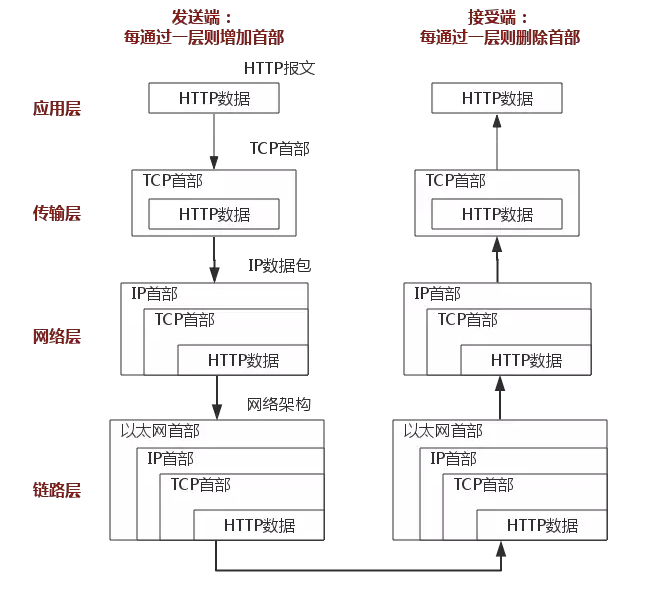 发送端：
每通过一层则增加首部
接受端：
每通过一层则删除首部
HTTP报文
应用层
HTTP数据
HTTP数据
TCP首部
传输层
TCP首部
HTTP数据
TCP首部
HTTP数据
IP数据包
网络层
IP首部
TCP首部
HTTP数据
IP首部
TCP首部
HTTP数据
网络架构
链路层
以太网首部
IP首部
TCP首部
HTTP数据
以太网首部
IP首部
TCP首部
HTTP数据